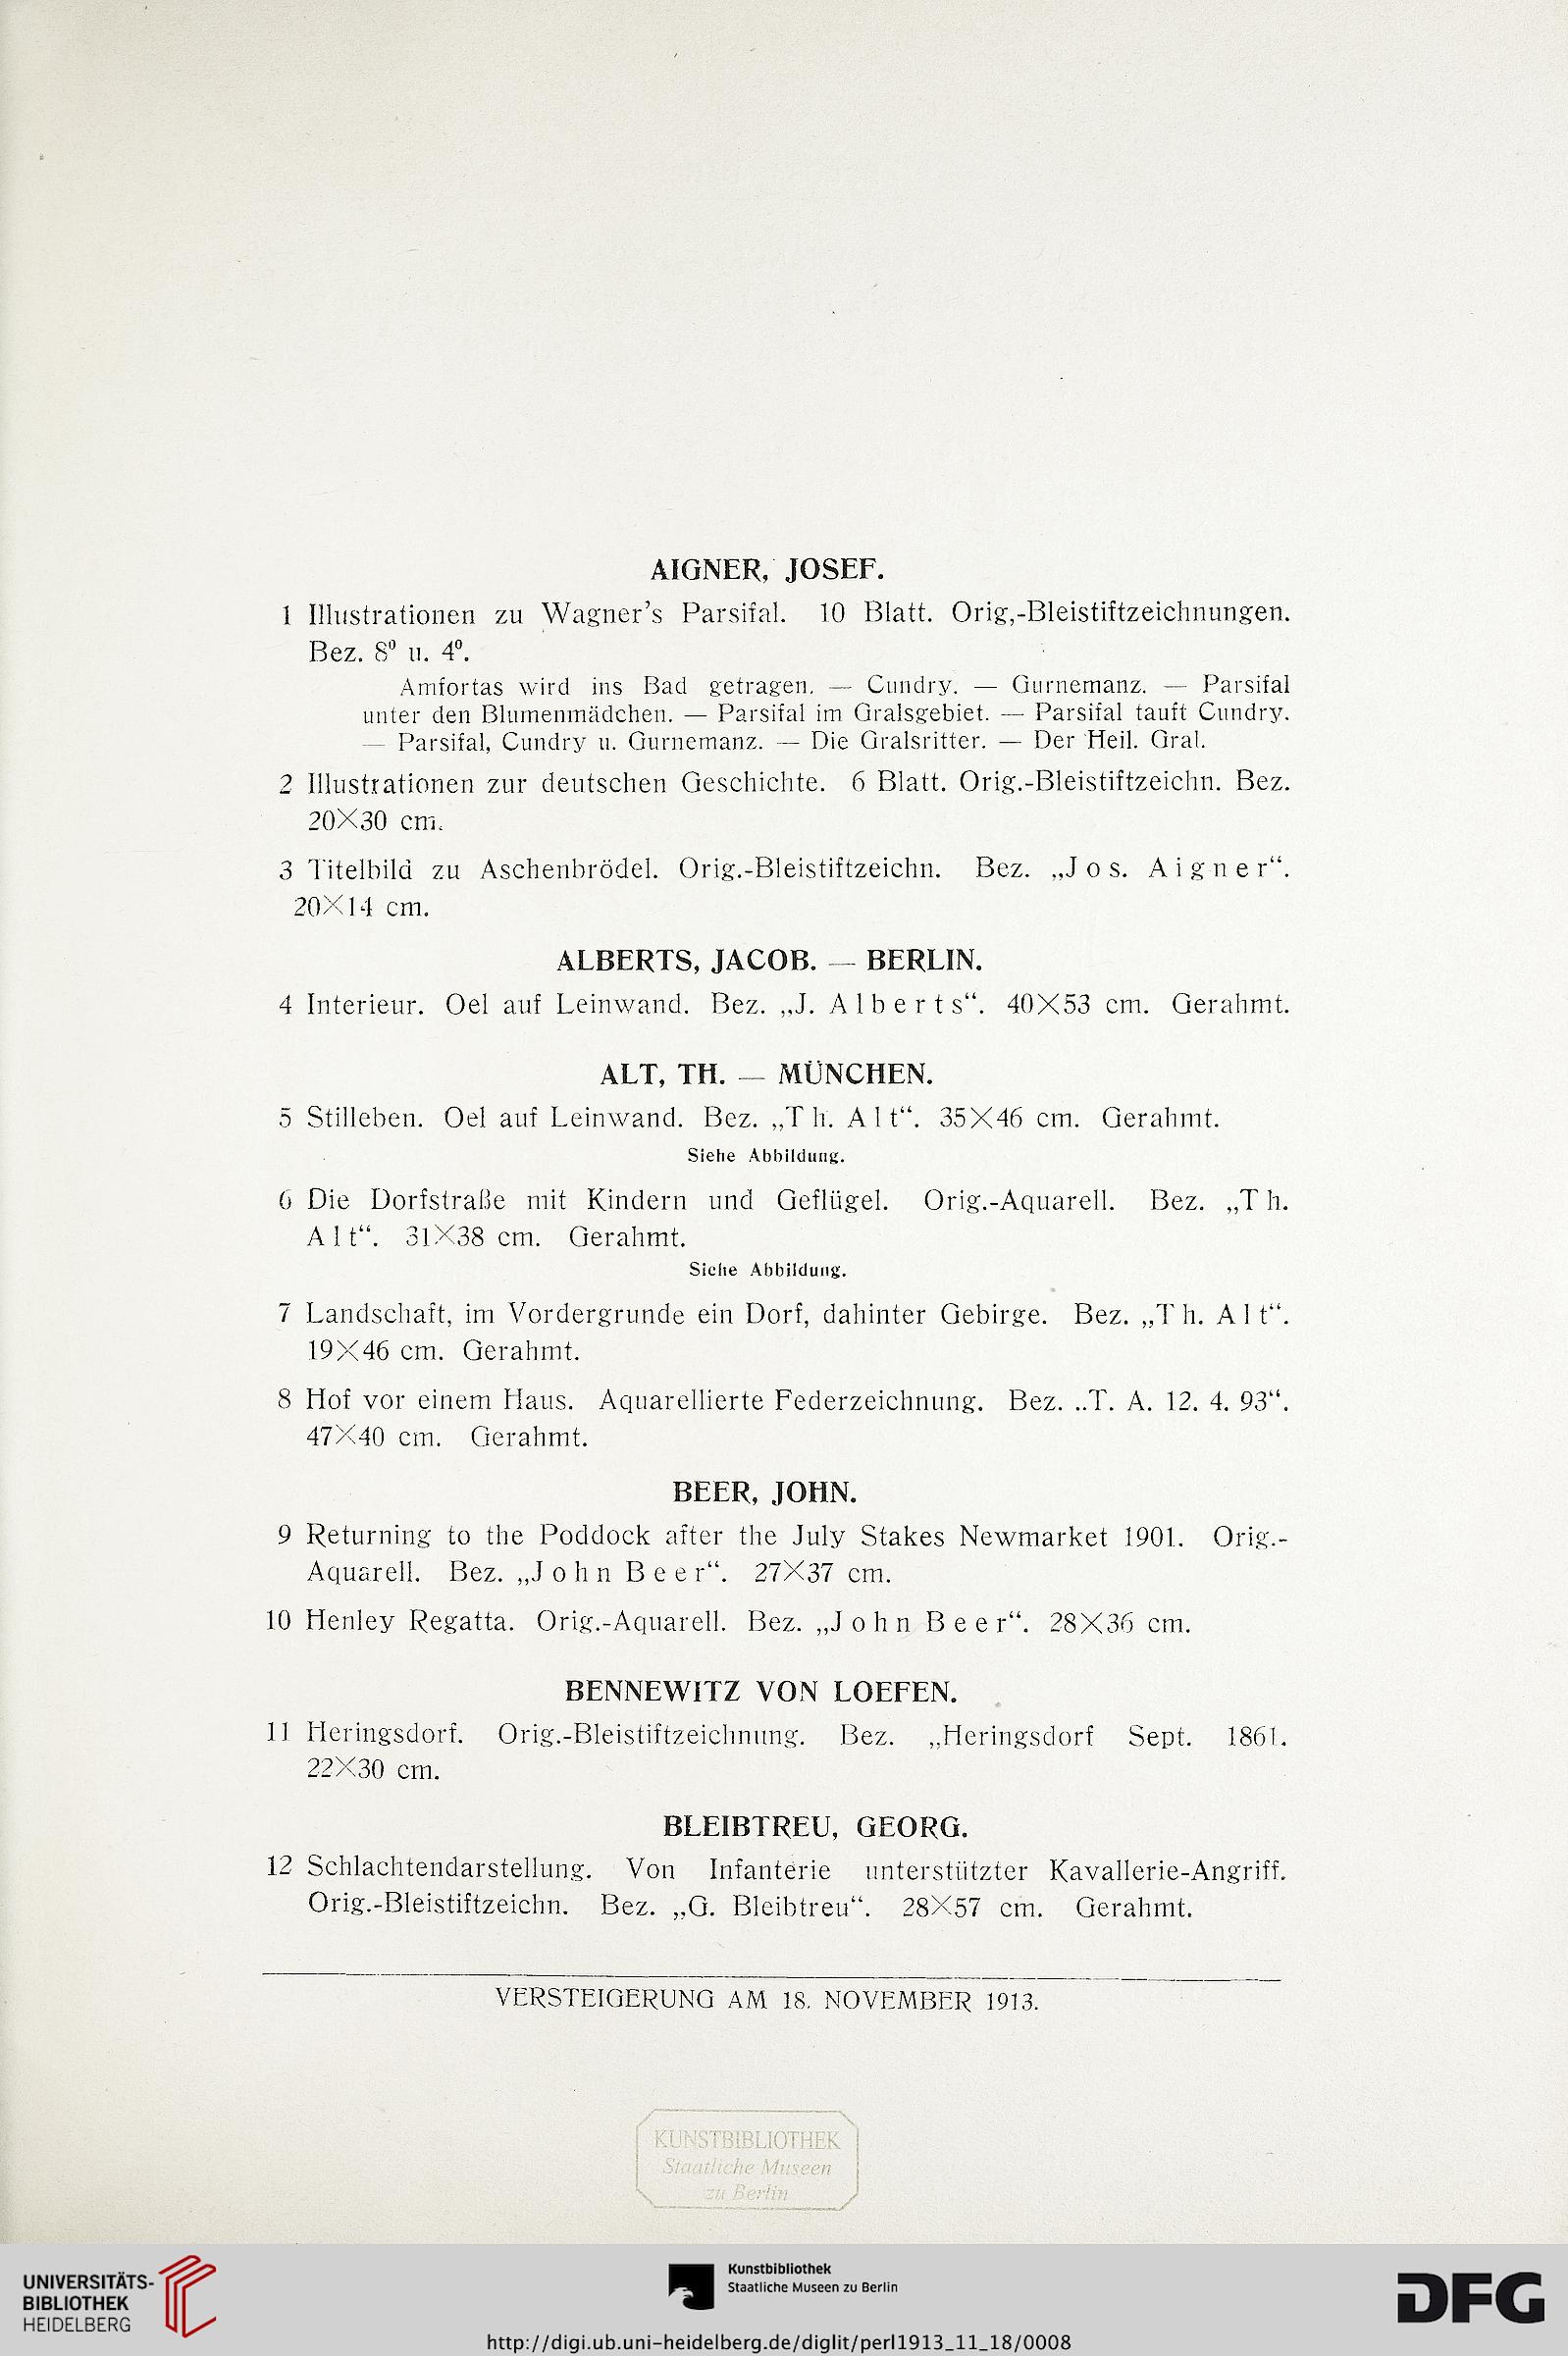 AIGNER, JOSEF.
1 Illustrationen zu Wagner’s Parsifal. 10 Blatt. Orig,-Bleistiftzeichnungen.
Bez. 8⁰ u. 4⁰.
Amfortas wird ins Bad getragen. — Cundry. — Gurnemanz. — Parsifal
unter den Blumenmädchen. — Parsifal im Gralsgebiet. — Parsifal tauft Cundry.
— Parsifal, Cundry u. Gurnemanz. — Die Gralsritter. — Der Heil. Gral.
2 Illustrationen zur deutschen Geschichte. 6 Blatt. Orig.-Bleistiftzeichn. Bez.
20×30 cm.
3 Titelbild zu Aschenbrödel. Orig.-Bleistiftzeichn. Bez. „Jos. Aigner“.
20×14 cm.
ALBERTS, JACOB. — BERLIN.
4 Interieur. Oel auf Leinwand. Bez. „J. Alberts“. 40×53 cm. Gerahmt.
ALT, TH. — MÜNCHEN.
5 Stilleben. Oel auf Leinwand. Bez. „Th. Alt“. 35×46 cm. Gerahmt.
Siehe Abbildung.
6 Die Dorfstraße mit Kindern und Geflügel. Orig.-Aquarell. Bez. „Th.
Alt“. 31×38 cm. Gerahmt.
Siehe Abbildung.
7 Landschaft, im Vordergrunde ein Dorf, dahinter Gebirge. Bez. „Th. Alt“.
19×46 cm. Gerahmt.
8 Hof vor einem Haus. Aquarellierte Federzeichnung. Bez. ..T. A. 12. 4. 93“.
47×40 cm. Gerahmt.
BEER, JOHN.
9 Returning to the Poddock after the July Stakes Newmarket 1901. Orig.-
Aquarell. Bez. „John Beer“. 27×37 cm.
10 Henley Regatta. Orig.-Aquarell. Bez. „John Beer“. 28×36 cm.
BENNEWITZ VON LOEFEN.
11 Heringsdorf. Orig.-Bleistiftzeichnung. Bez. „Heringsdorf Sept. 1861.
22×30 cm.
BLEIBTREU, GEORG.
12 Schlachtendarstellung. Von Infanterie unterstützter Kavallerie-Angriff.
Orig.-Bleistiftzeichn. Bez. „G. Bleibtreu“. 28×57 cm. Gerahmt.
VERSTEIGERUNG AM 18. NOVEMBER 1913.
KUNSTBIBLIOTHEK
Staatliche Museen
zu Berlin
UNIVERSITÄTS-
BIBLIOTHEK
HEIDELBERG
Kunstbibliothek
Staatliche Museen zu Berlin
DFG
http://digi.ub.uni-heidelberg.de/diglit/perl1913_11_18/0008